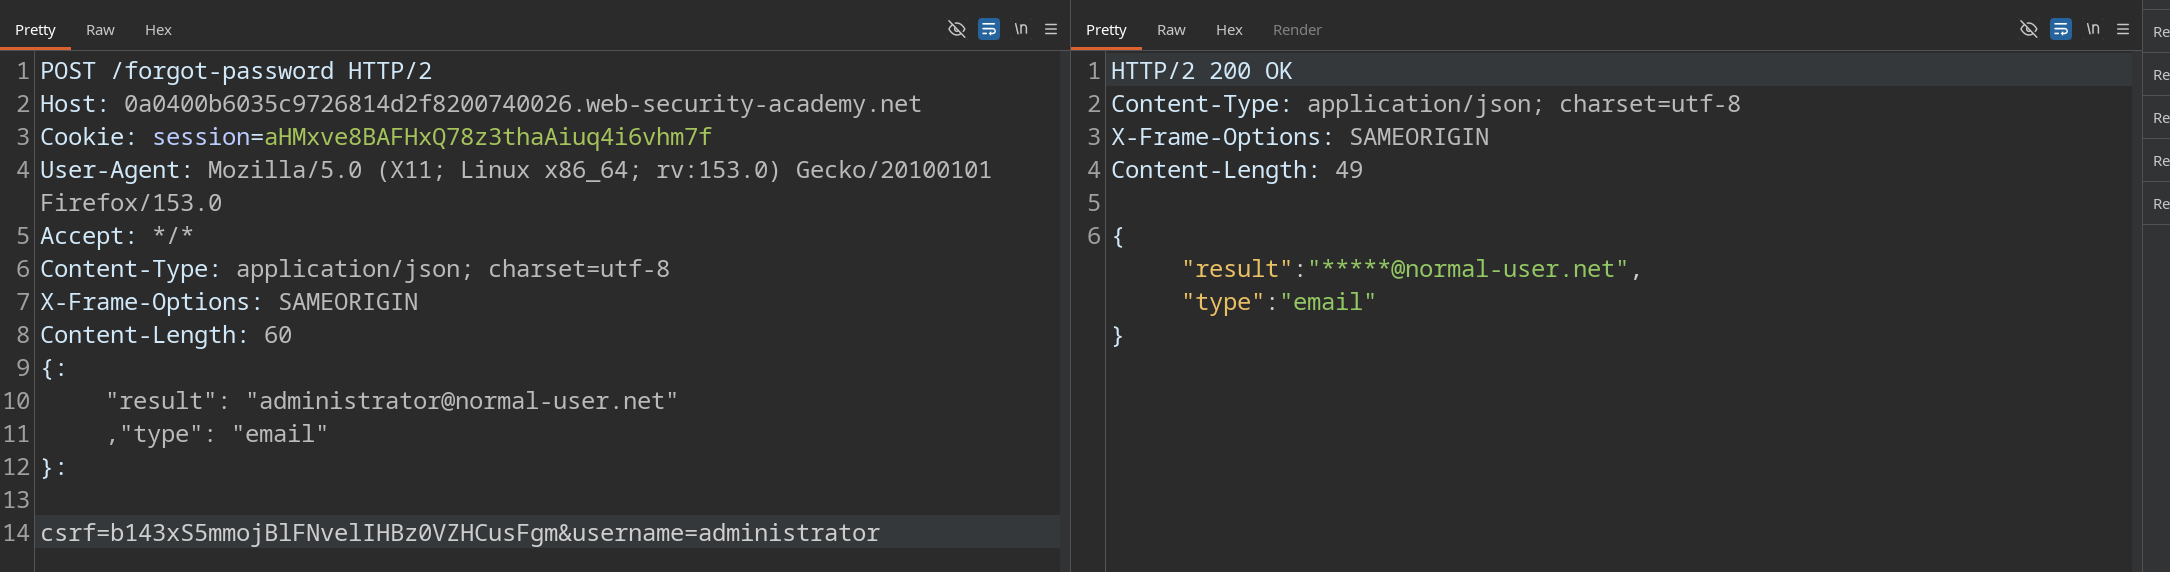 Pretty Raw Hex \n
1 POST /forgot-password HTTP/2
2 Host: 0a0400b6035c9726814d2f8200740026.web-security-academy.net
3 Cookie: session=aHMxve8BAFHxQ78z3thaAiuq4i6vhm7f
4 User-Agent: Mozilla/5.0 (X11; Linux x86_64; rv:153.0) Gecko/20100101
Firefox/153.0
5 Accept: */*
6 Content-Type: application/json; charset=utf-8
7 X-Frame-Options: SAMEORIGIN
8 Content-Length: 60
9 {:
10 "result": "administrator@normal-user.net"
11 ,"type": "email"
12 }:
13
14 csrf=b143xS5mmojBlFNvelIHBz0VZHCusFgm&username=administrator
Pretty Raw Hex Render \n
1 HTTP/2 200 OK
2 Content-Type: application/json; charset=utf-8
3 X-Frame-Options: SAMEORIGIN
4 Content-Length: 49
5
6 {
"result":"*****@normal-user.net",
"type":"email"
}
Re
Re
Re
Re
Re